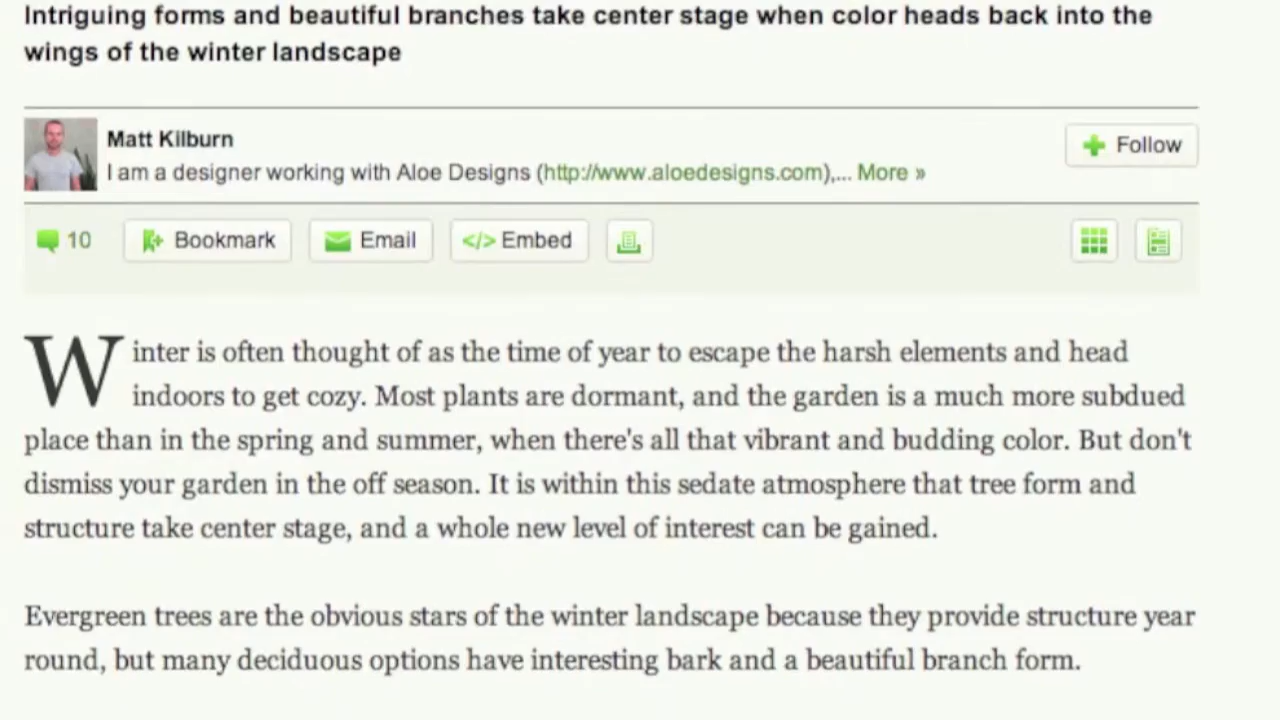 Intriguing forms and beautiful branches take center stage when color heads back into the
wings of the winter landscape
Matt Kilburn
I am a designer working with Aloe Designs (http://www.aloedesigns.com),... More »
Follow
10
Bookmark
Email
</> Embed
Winter is often thought of as the time of year to escape the harsh elements and head
indoors to get cozy. Most plants are dormant, and the garden is a much more subdued
place than in the spring and summer, when there's all that vibrant and budding color. But don't
dismiss your garden in the off season. It is within this sedate atmosphere that tree form and
structure take center stage, and a whole new level of interest can be gained.
Evergreen trees are the obvious stars of the winter landscape because they provide structure year
round, but many deciduous options have interesting bark and a beautiful branch form.